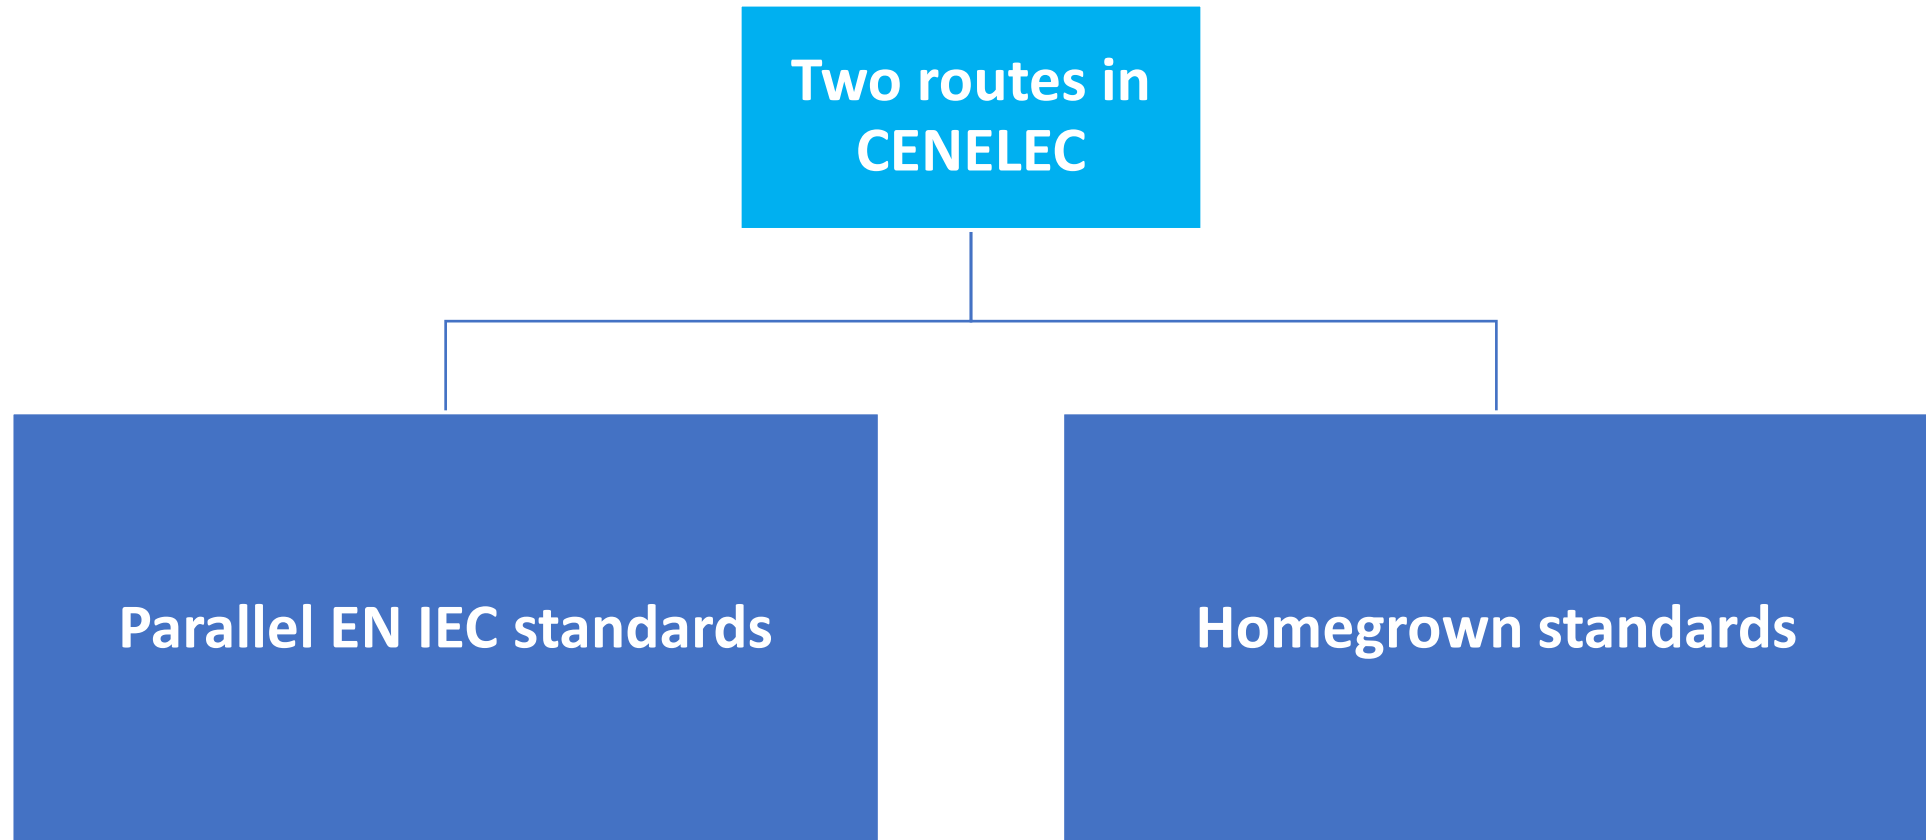 Two routes in
CENELEC
Parallel EN IEC standards
Homegrown standards